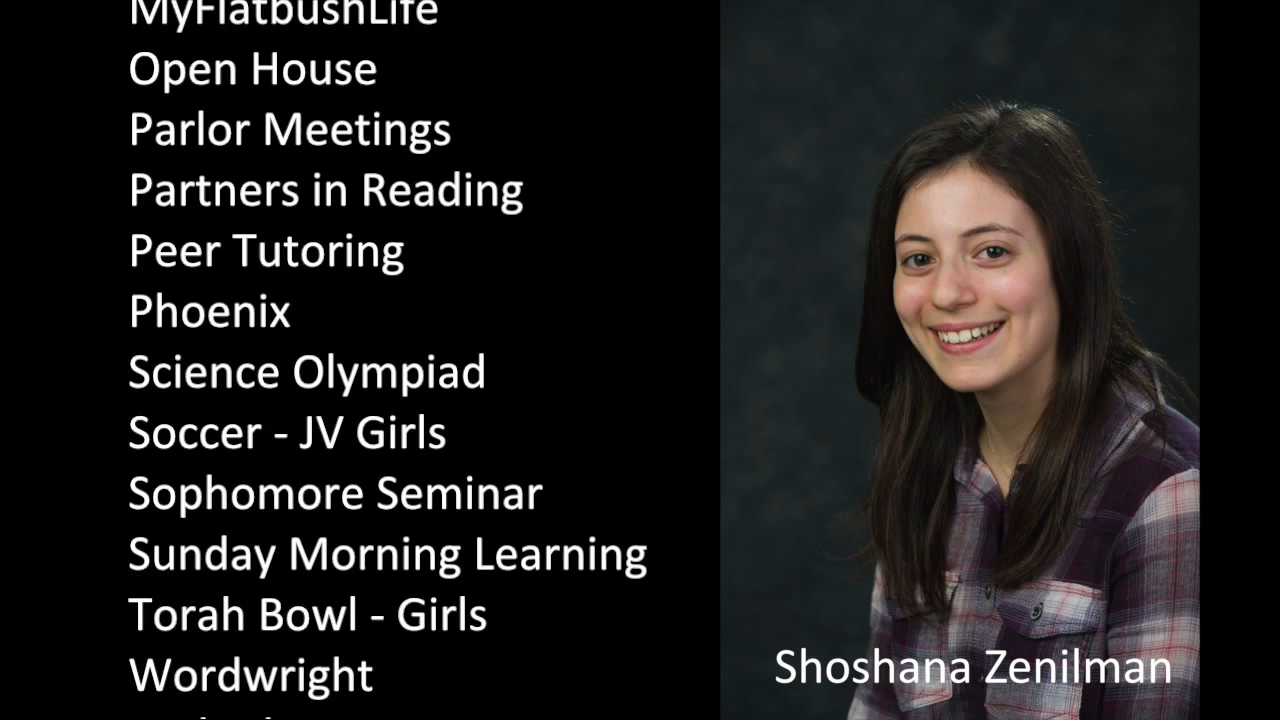 MyFlatbushLife
Open House
Parlor Meetings
Partners in Reading
Peer Tutoring
Phoenix
Science Olympiad
Soccer - JV Girls
Sophomore Seminar
Sunday Morning Learning
Torah Bowl - Girls
Wordwright
Shoshana Zenilman